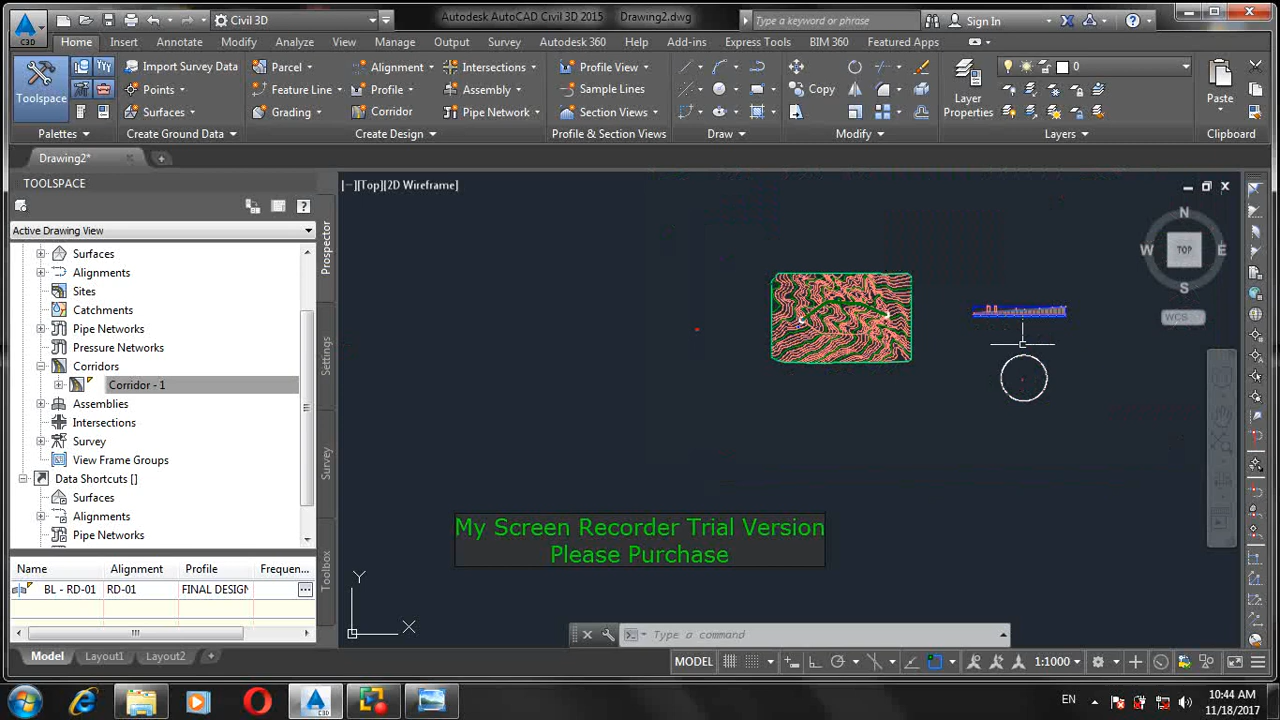 C3D
Civil 3D
Autodesk AutoCAD Civil 3D 2015 Drawing2.dwg
Type a keyword or phrase
Sign In
Home Insert Annotate Modify Analyze View Manage Output Survey Autodesk 360 Help Add-ins Express Tools BIM 360 Featured Apps
Import Survey Data Parcel Alignment Intersections Profile View 0
Points Feature Line Profile Assembly Sample Lines Copy
Toolspace Layer Properties Paste
Surfaces Grading Corridor Pipe Network Section Views
Palettes Create Ground Data Create Design Profile & Section Views Draw Modify Layers Clipboard
Drawing2*
TOOLSPACE
[−][Top][2D Wireframe]
Active Drawing View
N
W TOP E
S
WCS
Surfaces
Alignments
Sites
Catchments
Pipe Networks
Pressure Networks
Corridors
Corridor - 1
Assemblies
Intersections
Survey
View Frame Groups
Data Shortcuts []
Surfaces
Alignments
Pipe Networks
Prospector
Settings
Survey
Toolbox
Name Alignment Profile Frequen...
BL - RD-01 RD-01 FINAL DESIGN
My Screen Recorder Trial Version
Please Purchase
Y
X
Type a command
Model Layout1 Layout2
MODEL 1:1000
EN
10:44 AM
11/18/2017